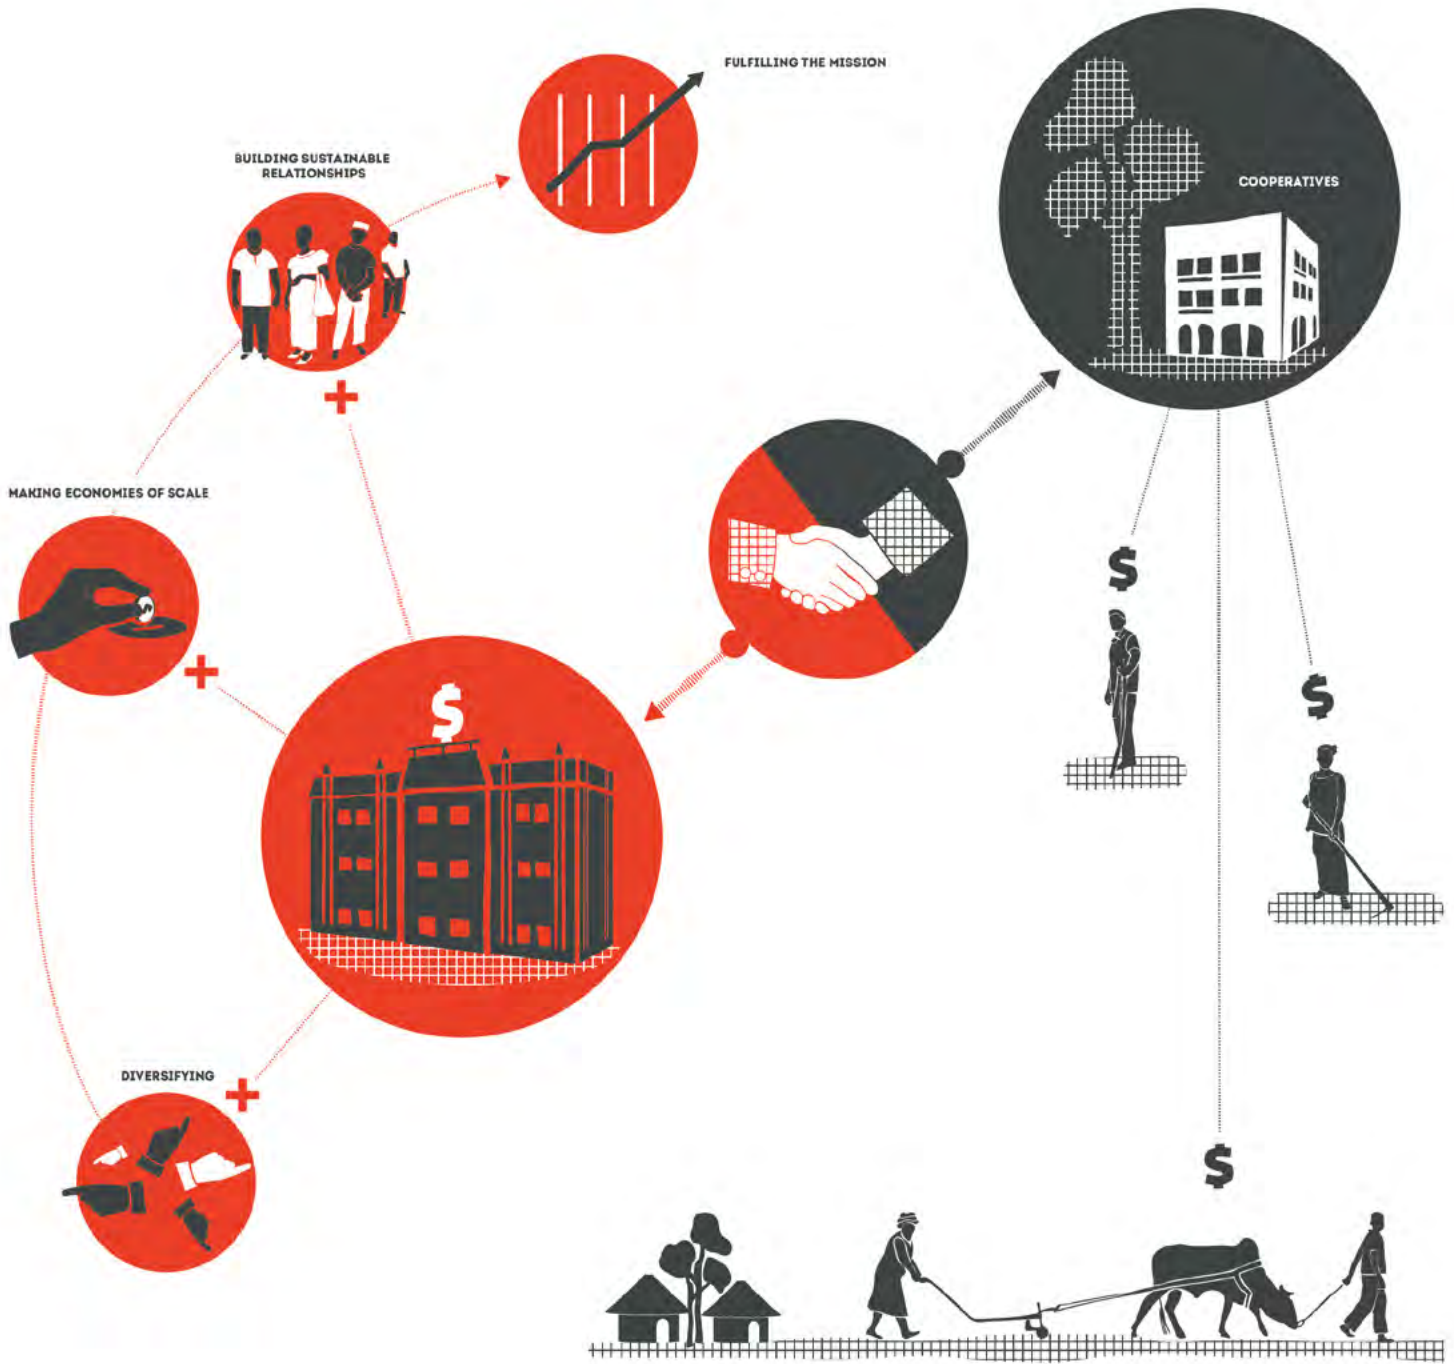 FULFILLING THE MISSION
BUILDING SUSTAINABLE
RELATIONSHIPS
COOPERATIVES
MAKING ECONOMIES OF SCALE
$
$
$
DIVERSIFYING
$